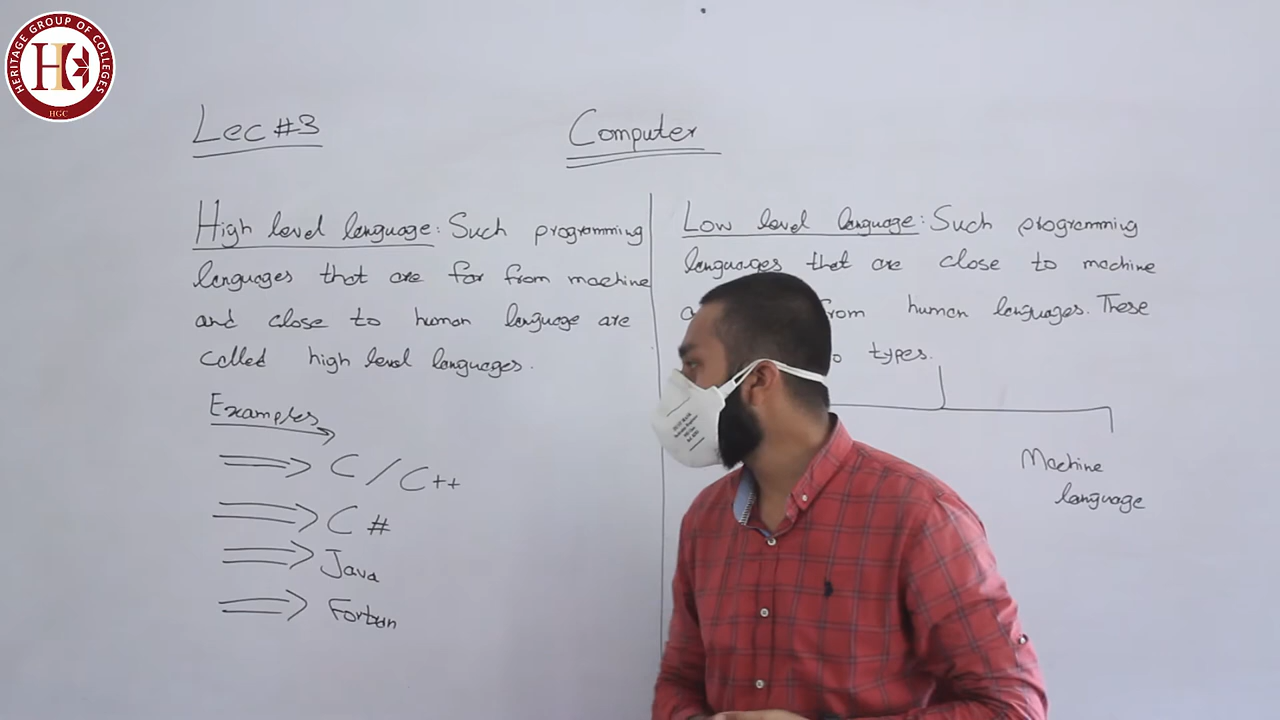 HERITAGE GROUP OF COLLEGES
HGC
Lec #3
Computer
High level language: Such programming
languages that are far from machine
and close to human language are
called high level languages.
Examples
C / C++
C #
Java
Fortran
Low level language: Such programming
languages that are close to machine
from human languages. These
types.
Machine
language